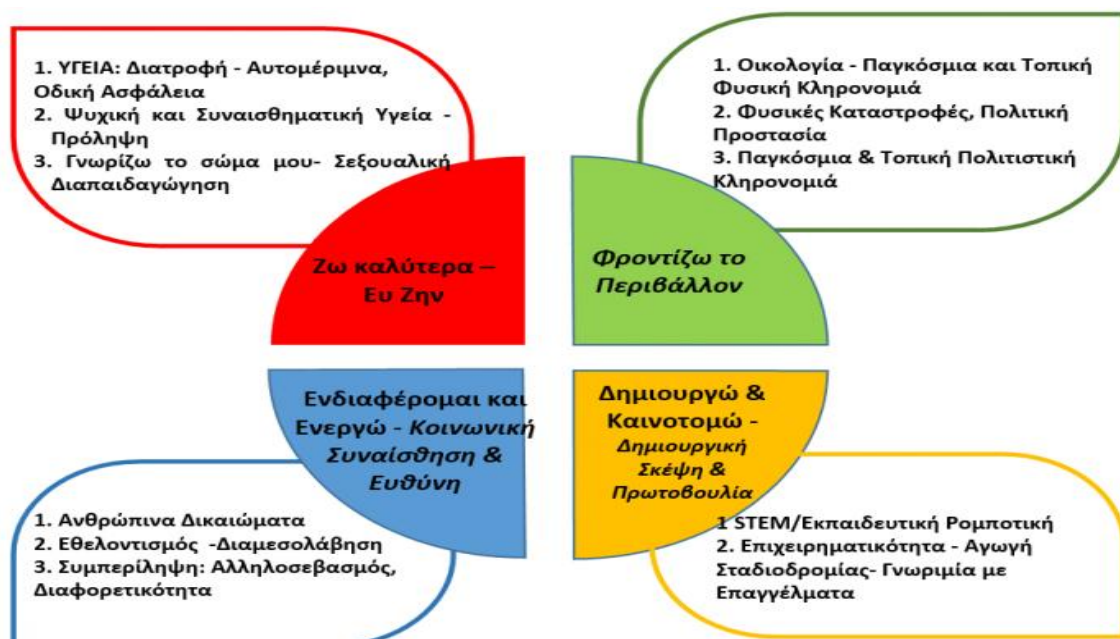 1. ΥΓΕΙΑ: Διατροφή - Αυτομέριμνα,
Οδική Ασφάλεια
2. Ψυχική και Συναισθηματική Υγεία -
Πρόληψη
3. Γνωρίζω το σώμα μου- Σεξουαλική
Διαπαιδαγώγηση
Ζω καλύτερα –
Ευ Ζην
1. Οικολογία - Παγκόσμια και Τοπική
Φυσική Κληρονομιά
2. Φυσικές Καταστροφές, Πολιτική
Προστασία
3. Παγκόσμια & Τοπική Πολιτιστική
Κληρονομιά
Φροντίζω το
Περιβάλλον
Ενδιαφέρομαι και
Ενεργώ - Κοινωνική
Συναίσθηση &
Ευθύνη
1. Ανθρώπινα Δικαιώματα
2. Εθελοντισμός -Διαμεσολάβηση
3. Συμπερίληψη: Αλληλοσεβασμός,
Διαφορετικότητα
Δημιουργώ &
Καινοτομώ -
Δημιουργική
Σκέψη &
Πρωτοβουλία
1 STEM/Εκπαιδευτική Ρομποτική
2. Επιχειρηματικότητα - Αγωγή
Σταδιοδρομίας- Γνωριμία με
Επαγγέλματα